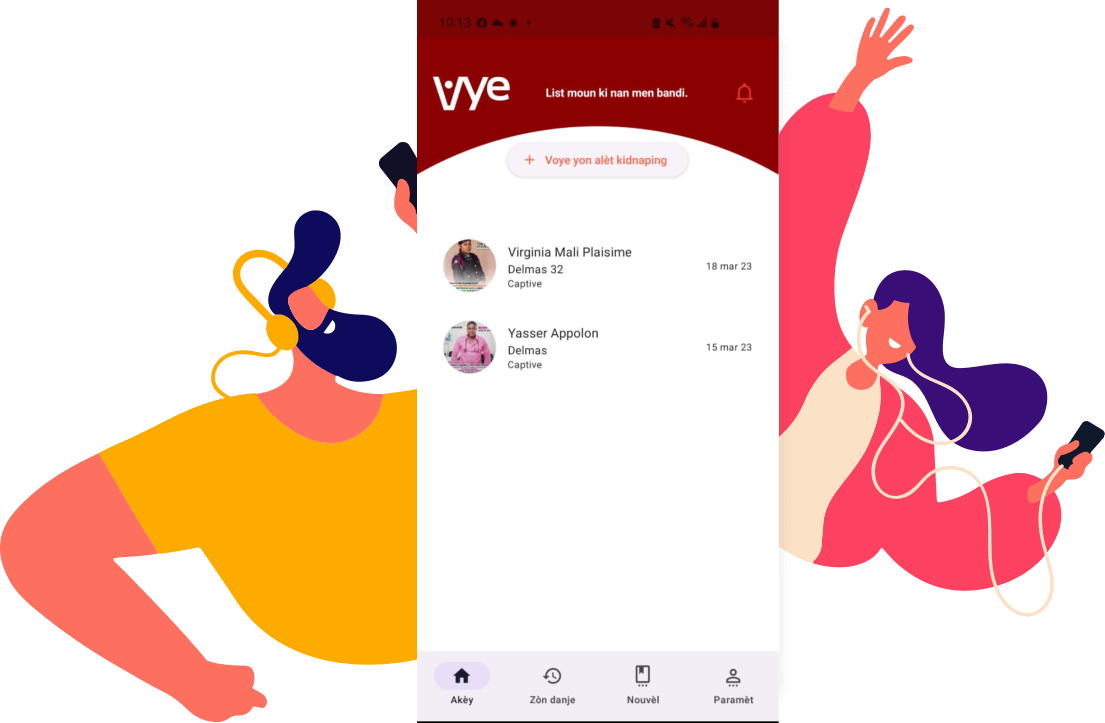 10:13
Vye
List moun ki nan men bandi.
+ Voye yon alèt kidnaping
Virginia Mali Plaisime
Delmas 32
Captive
18 mar 23
Yasser Appolon
Delmas
Captive
15 mar 23
Akèy
Zòn danje
Nouvèl
Paramèt